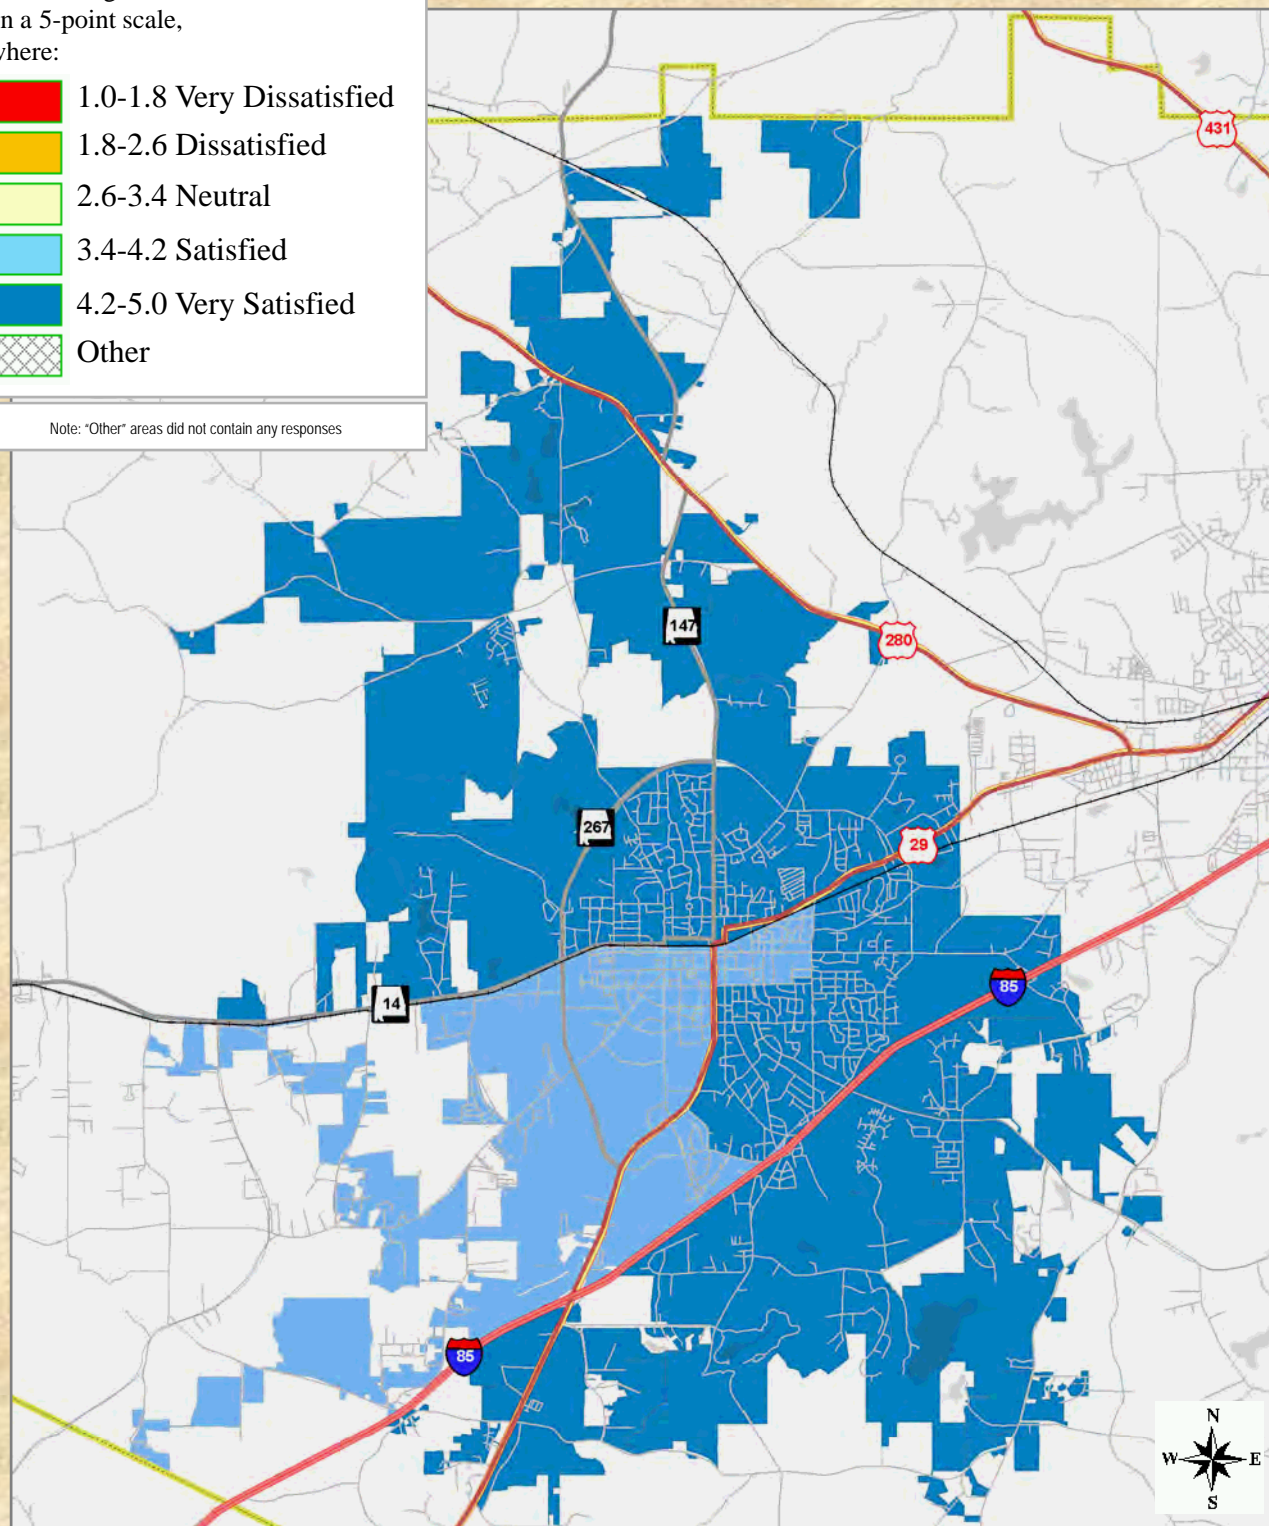 n a 5-point scale,
where:
1.0-1.8 Very Dissatisfied
1.8-2.6 Dissatisfied
2.6-3.4 Neutral
3.4-4.2 Satisfied
4.2-5.0 Very Satisfied
Other
Note: "Other" areas did not contain any responses
431
147
280
267
29
14
85
85
N
W E
S